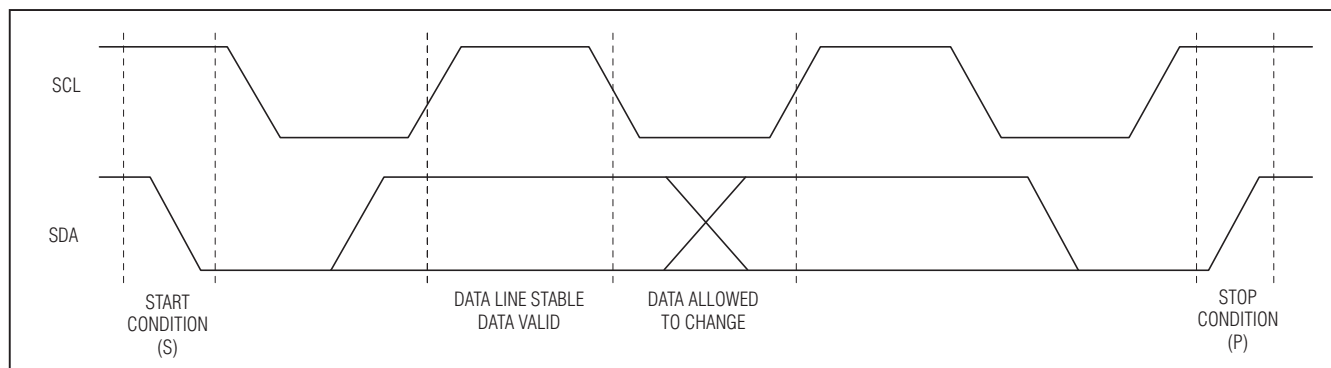 SCL
SDA
START
CONDITION
(S)
DATA LINE STABLE
DATA VALID
DATA ALLOWED
TO CHANGE
STOP
CONDITION
(P)